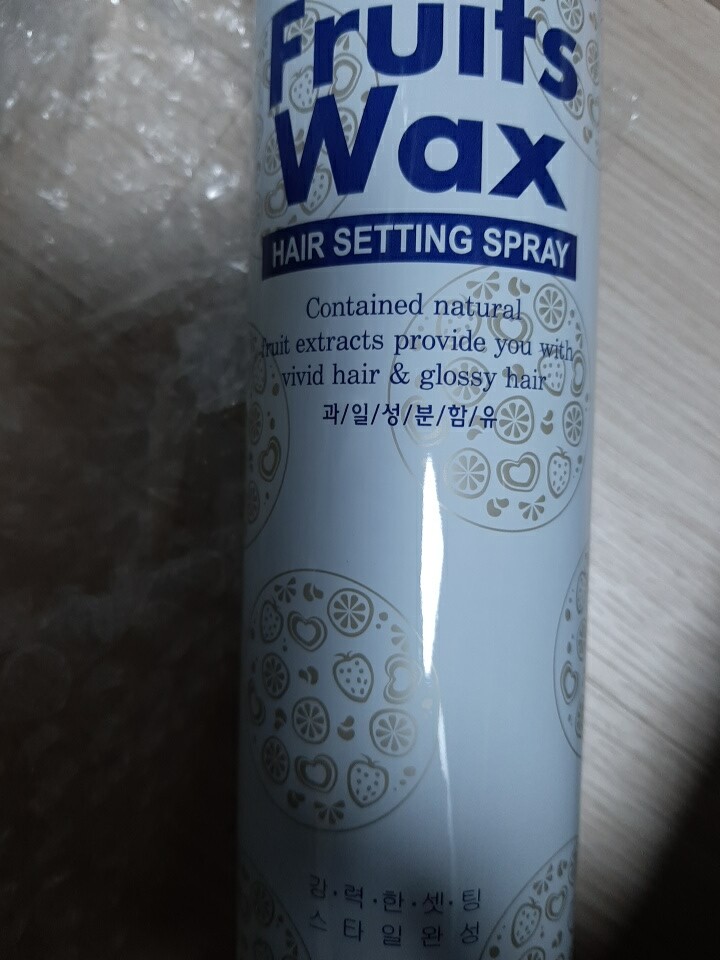 Fruits
Wax
HAIR SETTING SPRAY
Contained natural
fruit extracts provide you with
vivid hair & glossy hair
과/일/성/분/함/유
강·력·한·셋·팅
스타일완성